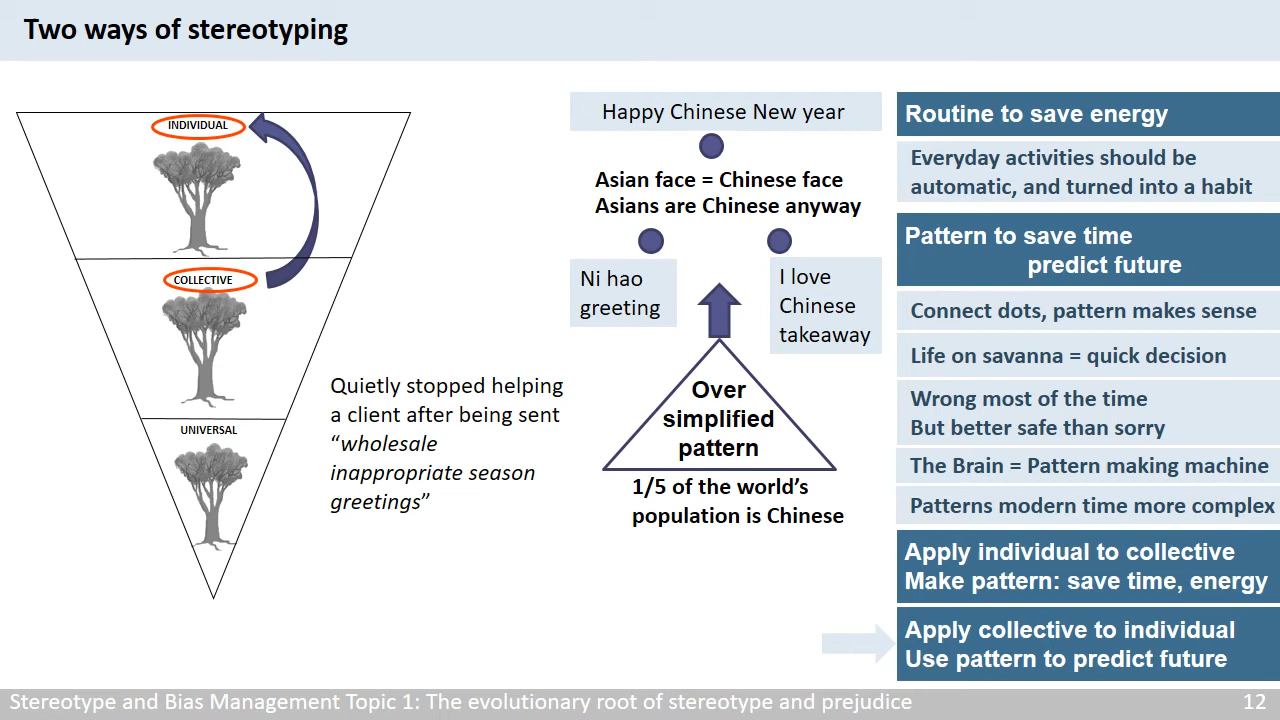 Two ways of stereotyping
INDIVIDUAL
COLLECTIVE
UNIVERSAL
Quietly stopped helping
a client after being sent
“wholesale
inappropriate season
greetings”
Happy Chinese New year
Asian face = Chinese face
Asians are Chinese anyway
Ni hao
greeting
I love
Chinese
takeaway
Over
simplified
pattern
1/5 of the world’s
population is Chinese
Routine to save energy
Everyday activities should be
automatic, and turned into a habit
Pattern to save time
predict future
Connect dots, pattern makes sense
Life on savanna = quick decision
Wrong most of the time
But better safe than sorry
The Brain = Pattern making machine
Patterns modern time more complex
Apply individual to collective
Make pattern: save time, energy
Apply collective to individual
Use pattern to predict future
Stereotype and Bias Management Topic 1: The evolutionary root of stereotype and prejudice
12